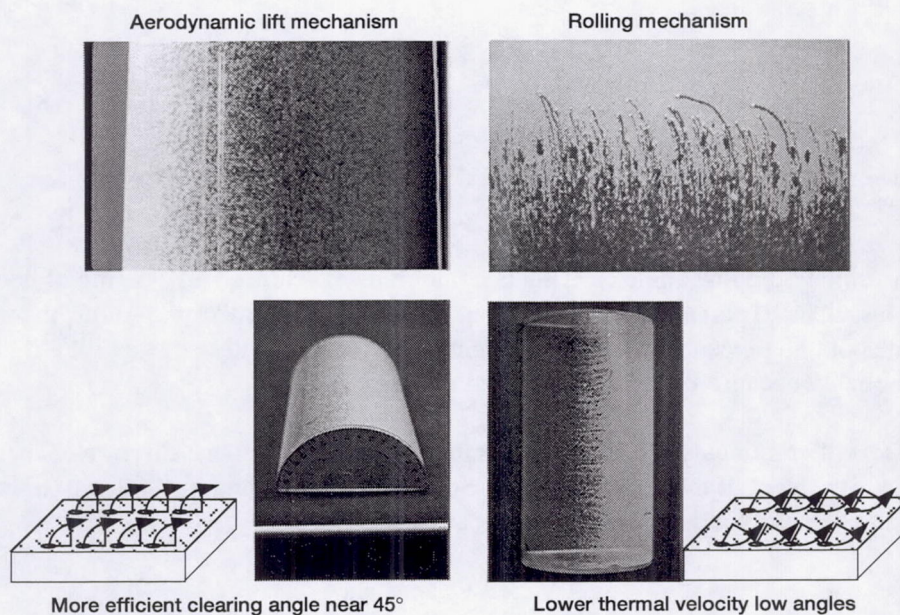 Aerodynamic lift mechanism
Rolling mechanism
More efficient clearing angle near 45°
Lower thermal velocity low angles